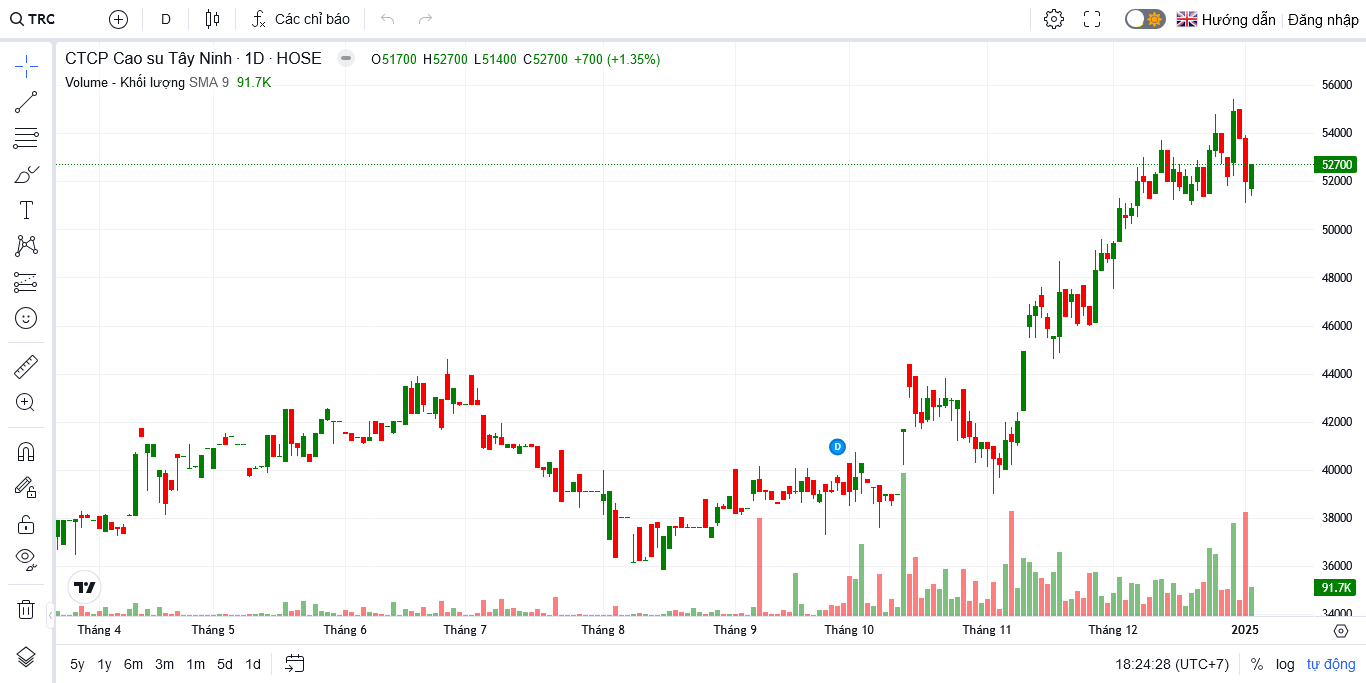 TRC D Các chỉ báo Hướng dẫn Đăng nhập
CTCP Cao su Tây Ninh · 1D · HOSE O51700 H52700 L51400 C52700 +700 (+1.35%)
Volume - Khối lượng SMA 9 91.7K
56000
54000
52700
52000
50000
48000
46000
44000
42000
D
40000
38000
36000
91.7K
34000
Tháng 4 Tháng 5 Tháng 6 Tháng 7 Tháng 8 Tháng 9 Tháng 10 Tháng 11 Tháng 12 2025
5y 1y 6m 3m 1m 5d 1d 18:24:28 (UTC+7) % log tự động